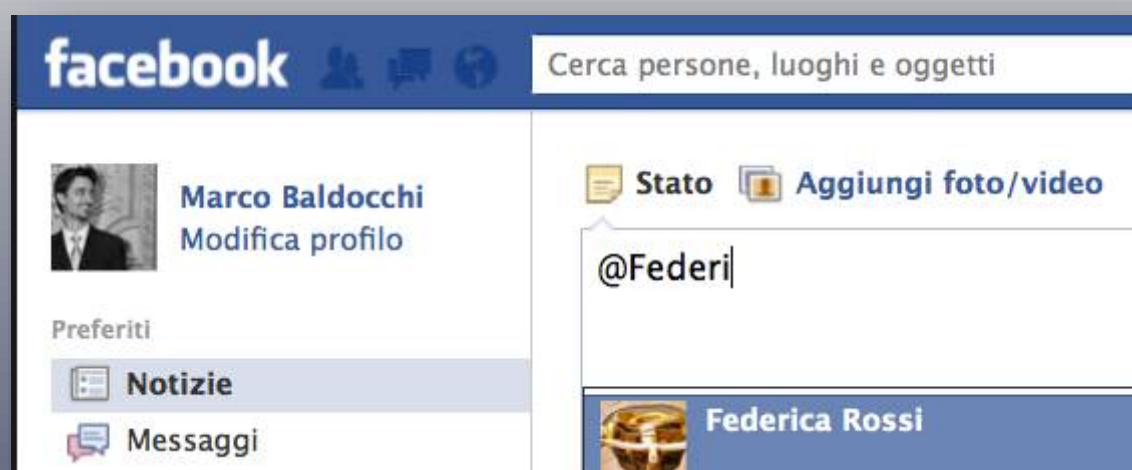 facebook
Cerca persone, luoghi e oggetti
Marco Baldocchi
Modifica profilo
Preferiti
Notizie
Messaggi
Stato
Aggiungi foto/video
@Federi
Federica Rossi